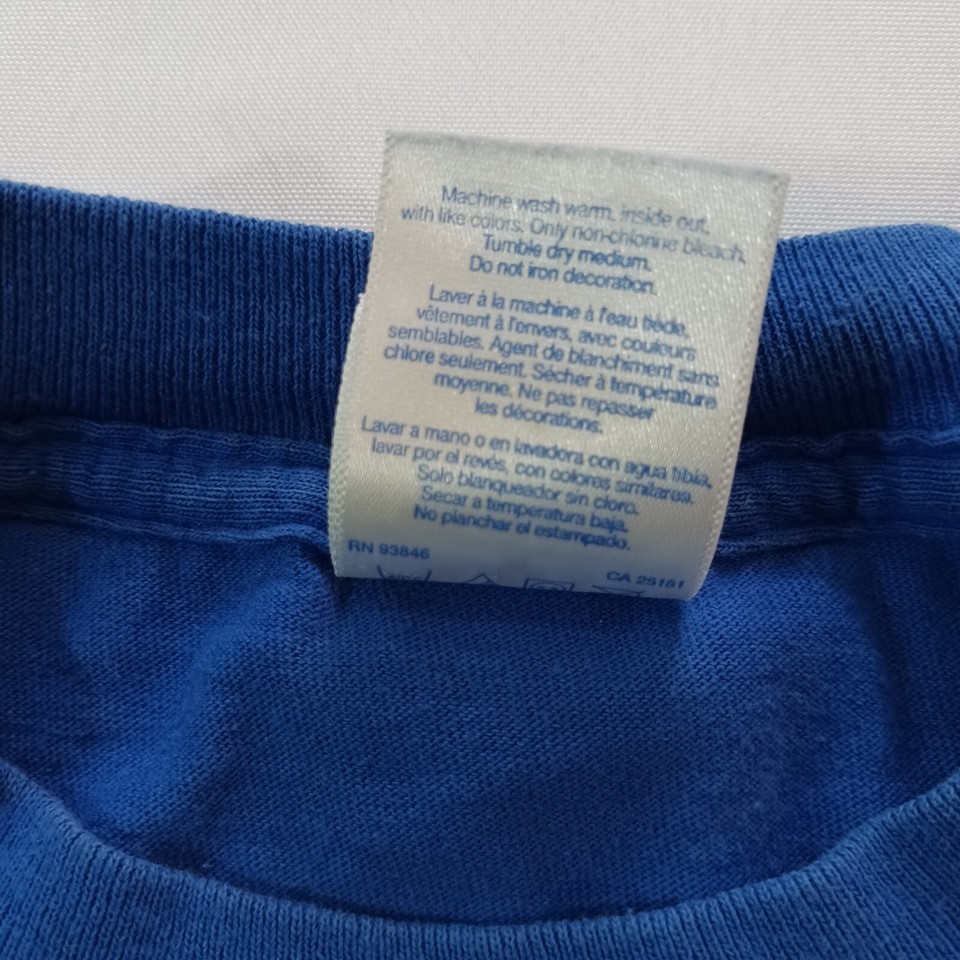 Machine wash warm, inside out,
with like colors. Only non-chlorine bleach.
Tumble dry medium.
Do not iron decoration.
Laver à la machine à l'eau tiède,
vêtement à l'envers, avec couleurs
semblables. Agent de blanchiment sans
chlore seulement. Sécher à température
moyenne. Ne pas repasser
les décorations.
Lavar a mano o en lavadora con agua tibia,
lavar por el revés, con colores similares.
Solo blanqueador sin cloro.
Secar a temperatura baja.
No planchar el estampado.
RN 93846
CA 25181